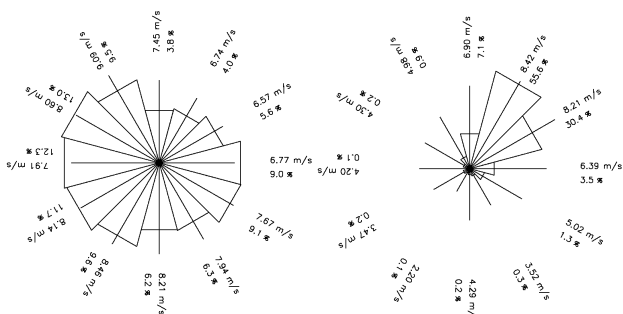 7.45 m/s
3.8 %
6.74 m/s
4.0 %
6.57 m/s
5.6 %
6.77 m/s
9.0 %
7.67 m/s
9.1 %
7.94 m/s
6.3 %
8.21 m/s
6.2 %
8.46 m/s
9.6 %
8.14 m/s
11.7 %
7.91 m/s
12.3 %
8.60 m/s
13.0 %
9.09 m/s
9.5 %
6.90 m/s
7.1 %
8.42 m/s
55.6 %
8.21 m/s
30.4 %
6.39 m/s
3.5 %
5.02 m/s
1.3 %
3.52 m/s
0.3 %
4.29 m/
0.2 %
2.20 m/s
0.1 %
3.47 m/s
0.2 %
4.20 m/s
0.1 %
4.30 m/s
0.2 %
4.98 m/s
0.9 %